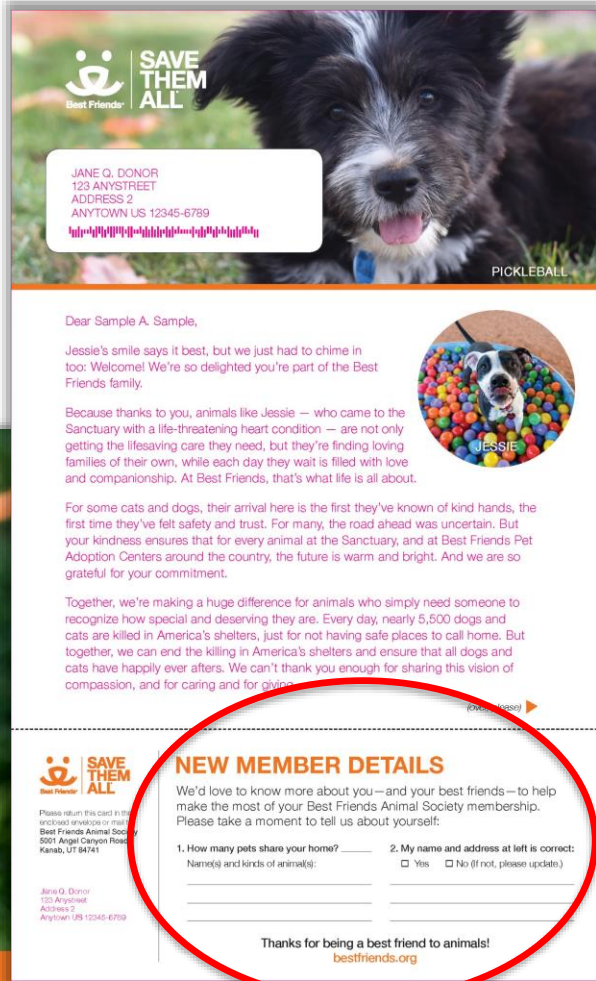 Best Friends®
SAVE
THEM
ALL
JANE Q. DONOR
123 ANYSTREET
ADDRESS 2
ANYTOWN US 12345-6789
PICKLEBALL
Dear Sample A. Sample,
Jessie's smile says it best, but we just had to chime in
too: Welcome! We're so delighted you're part of the Best
Friends family.
JESSIE
Because thanks to you, animals like Jessie — who came to the
Sanctuary with a life-threatening heart condition — are not only
getting the lifesaving care they need, but they're finding loving
families of their own, while each day they wait is filled with love
and companionship. At Best Friends, that's what life is all about.
For some cats and dogs, their arrival here is the first they've known of kind hands, the
first time they've felt safety and trust. For many, the road ahead was uncertain. But
your kindness ensures that for every animal at the Sanctuary, and at Best Friends Pet
Adoption Centers around the country, the future is warm and bright. And we are so
grateful for your commitment.
Together, we're making a huge difference for animals who simply need someone to
recognize how special and deserving they are. Every day, nearly 5,500 dogs and
cats are killed in America's shelters, just for not having safe places to call home. But
together, we can end the killing in America's shelters and ensure that all dogs and
cats have happily ever afters. We can't thank you enough for sharing this vision of
compassion, and for caring and for giving.
(over, please)
Best Friends®
SAVE
THEM
ALL
Please return this card in the
enclosed envelope or mail to:
Best Friends Animal Society
5001 Angel Canyon Road
Kanab, UT 84741
Jane Q. Donor
123 Anystreet
Address 2
Anytown US 12345-6789
NEW MEMBER DETAILS
We'd love to know more about you—and your best friends—to help
make the most of your Best Friends Animal Society membership.
Please take a moment to tell us about yourself:
1. How many pets share your home?
Name(s) and kinds of animal(s):
2. My name and address at left is correct:
Yes No (If not, please update.)
Thanks for being a best friend to animals!
bestfriends.org